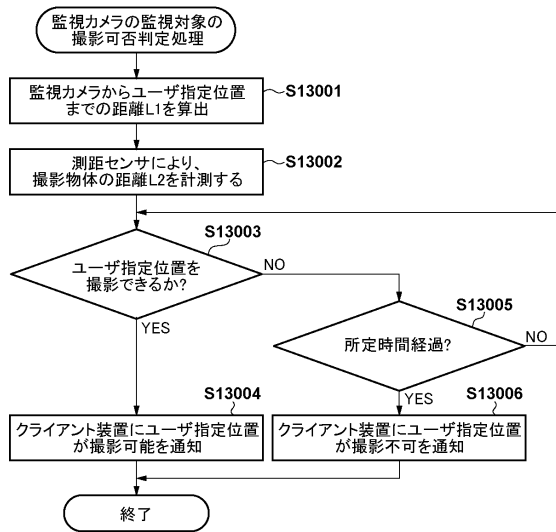 監視カメラの監視対象の
撮影可否判定処理
監視カメラからユーザ指定位置
までの距離L1を算出
S13001
測距センサにより、
撮影物体の距離L2を計測する
S13002
ユーザ指定位置を
撮影できるか?
S13003
NO
YES
所定時間経過?
S13005
NO
YES
クライアント装置にユーザ指定位置
が撮影可能を通知
S13004
クライアント装置にユーザ指定位置
が撮影不可を通知
S13006
終了